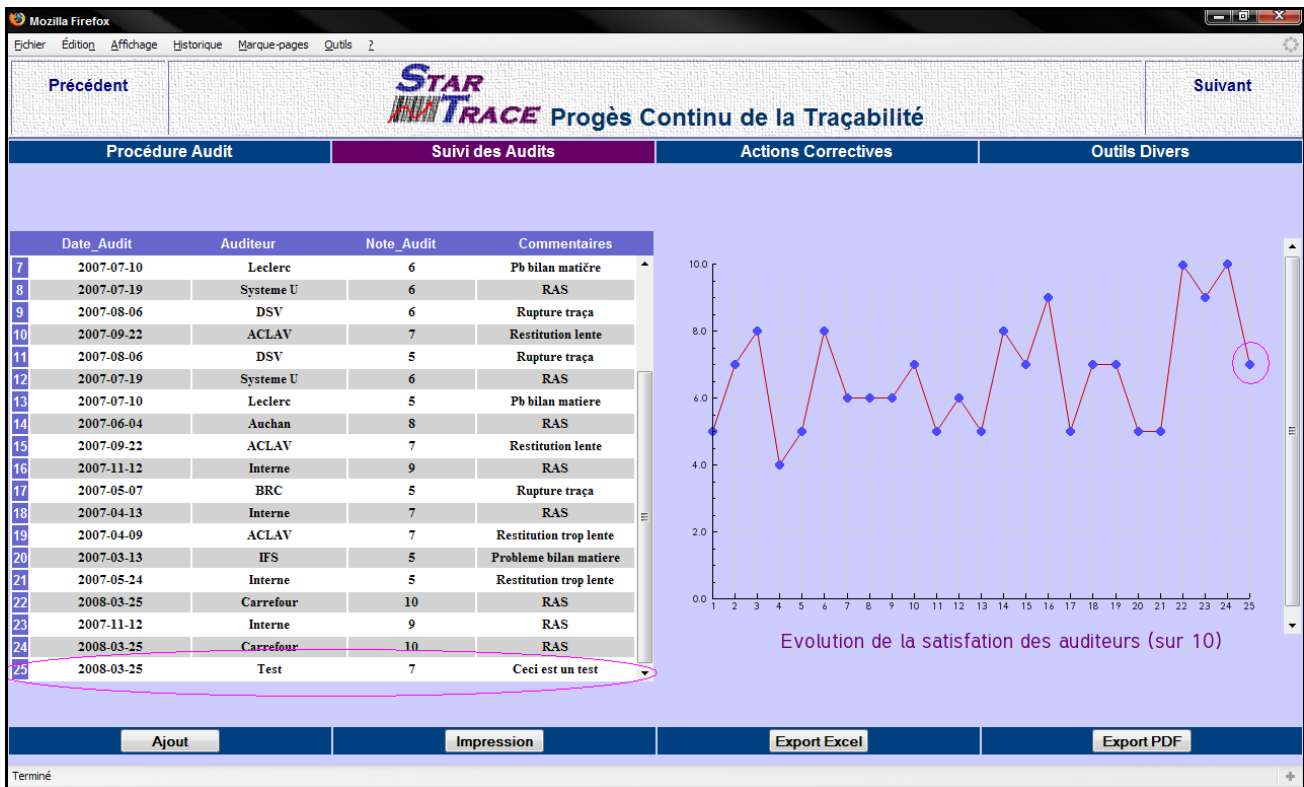 Mozilla Firefox
Fichier Édition Affichage Historique Marque-pages Outils ?
Précédent
STAR
TRACE Progès Continu de la Traçabilité
Suivant
Procédure Audit Suivi des Audits Actions Correctives Outils Divers
Date_Audit Auditeur Note_Audit Commentaires
7 2007-07-10 Leclerc 6 Pb bilan matičre
8 2007-07-19 Systeme U 6 RAS
9 2007-08-06 DSV 6 Rupture traça
10 2007-09-22 ACLAV 7 Restitution lente
11 2007-08-06 DSV 5 Rupture traça
12 2007-07-19 Systeme U 6 RAS
13 2007-07-10 Leclerc 5 Pb bilan matiere
14 2007-06-04 Auchan 8 RAS
15 2007-09-22 ACLAV 7 Restitution lente
16 2007-11-12 Interne 9 RAS
17 2007-05-07 BRC 5 Rupture traça
18 2007-04-13 Interne 7 RAS
19 2007-04-09 ACLAV 7 Restitution trop lente
20 2007-03-13 IFS 5 Probleme bilan matiere
21 2007-05-24 Interne 5 Restitution trop lente
22 2008-03-25 Carrefour 10 RAS
23 2007-11-12 Interne 9 RAS
24 2008-03-25 Carrefour 10 RAS
25 2008-03-25 Test 7 Ceci est un test
10.0
8.0
6.0
4.0
2.0
0.0
1 2 3 4 5 6 7 8 9 10 11 12 13 14 15 16 17 18 19 20 21 22 23 24 25
Evolution de la satisfation des auditeurs (sur 10)
Ajout Impression Export Excel Export PDF
Terminé